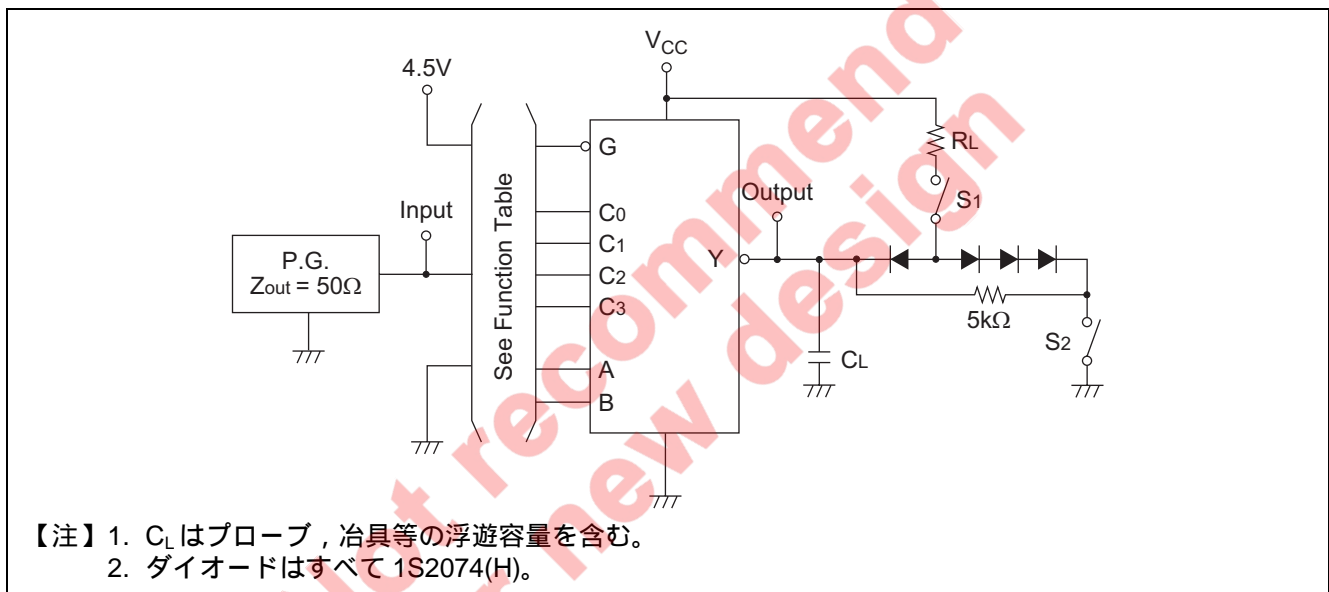 VCC
4.5V
G
RL
S1
Output
Input
See Function Table
C0
C1
C2
C3
Y
P.G.
Zout = 50Ω
5kΩ
S2
CL
A
B
【注】1. CLはプローブ，冶具等の浮遊容量を含む。
2. ダイオードはすべて 1S2074(H)。
Not recommend
for new design